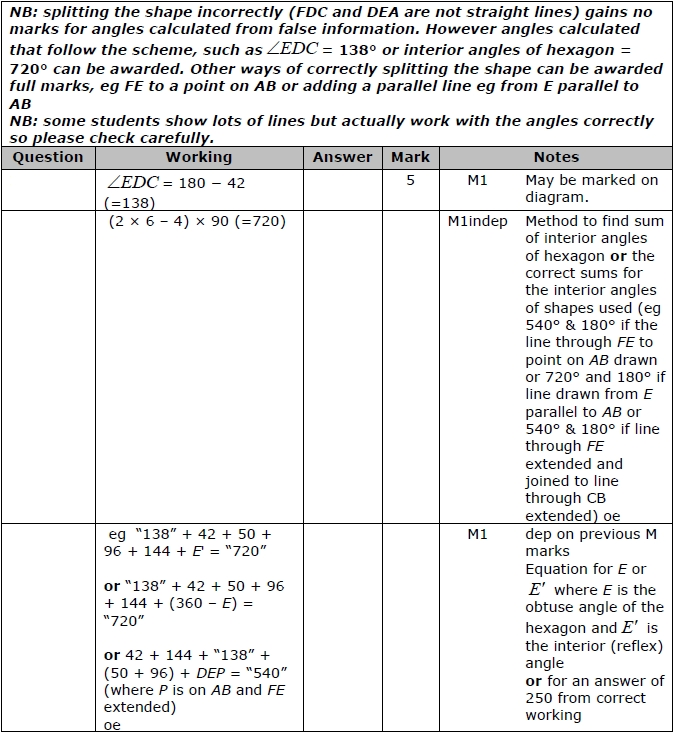 NB: splitting the shape incorrectly (FDC and DEA are not straight lines) gains no
marks for angles calculated from false information. However angles calculated
that follow the scheme, such as ∠EDC = 138° or interior angles of hexagon =
720° can be awarded. Other ways of correctly splitting the shape can be awarded
full marks, eg FE to a point on AB or adding a parallel line eg from E parallel to
AB
NB: some students show lots of lines but actually work with the angles correctly
so please check carefully.
Question Working Answer Mark Notes
∠EDC = 180 − 42
(=138)
5
M1
May be marked on
diagram.
(2 × 6 – 4) × 90 (=720)
M1indep
Method to find sum
of interior angles
of hexagon or the
correct sums for
the interior angles
of shapes used (eg
540° & 180° if the
line through FE to
point on AB drawn
or 720° and 180° if
line drawn from E
parallel to AB or
540° & 180° if line
through FE
extended and
joined to line
through CB
extended) oe
eg “138” + 42 + 50 +
96 + 144 + E' = “720”
or “138” + 42 + 50 + 96
+ 144 + (360 – E) =
“720”
or 42 + 144 + “138” +
(50 + 96) + DEP = “540”
(where P is on AB and FE
extended)
oe
M1
dep on previous M
marks
Equation for E or
E′ where E is the
obtuse angle of the
hexagon and E′ is
the interior (reflex)
angle
or for an answer of
250 from correct
working